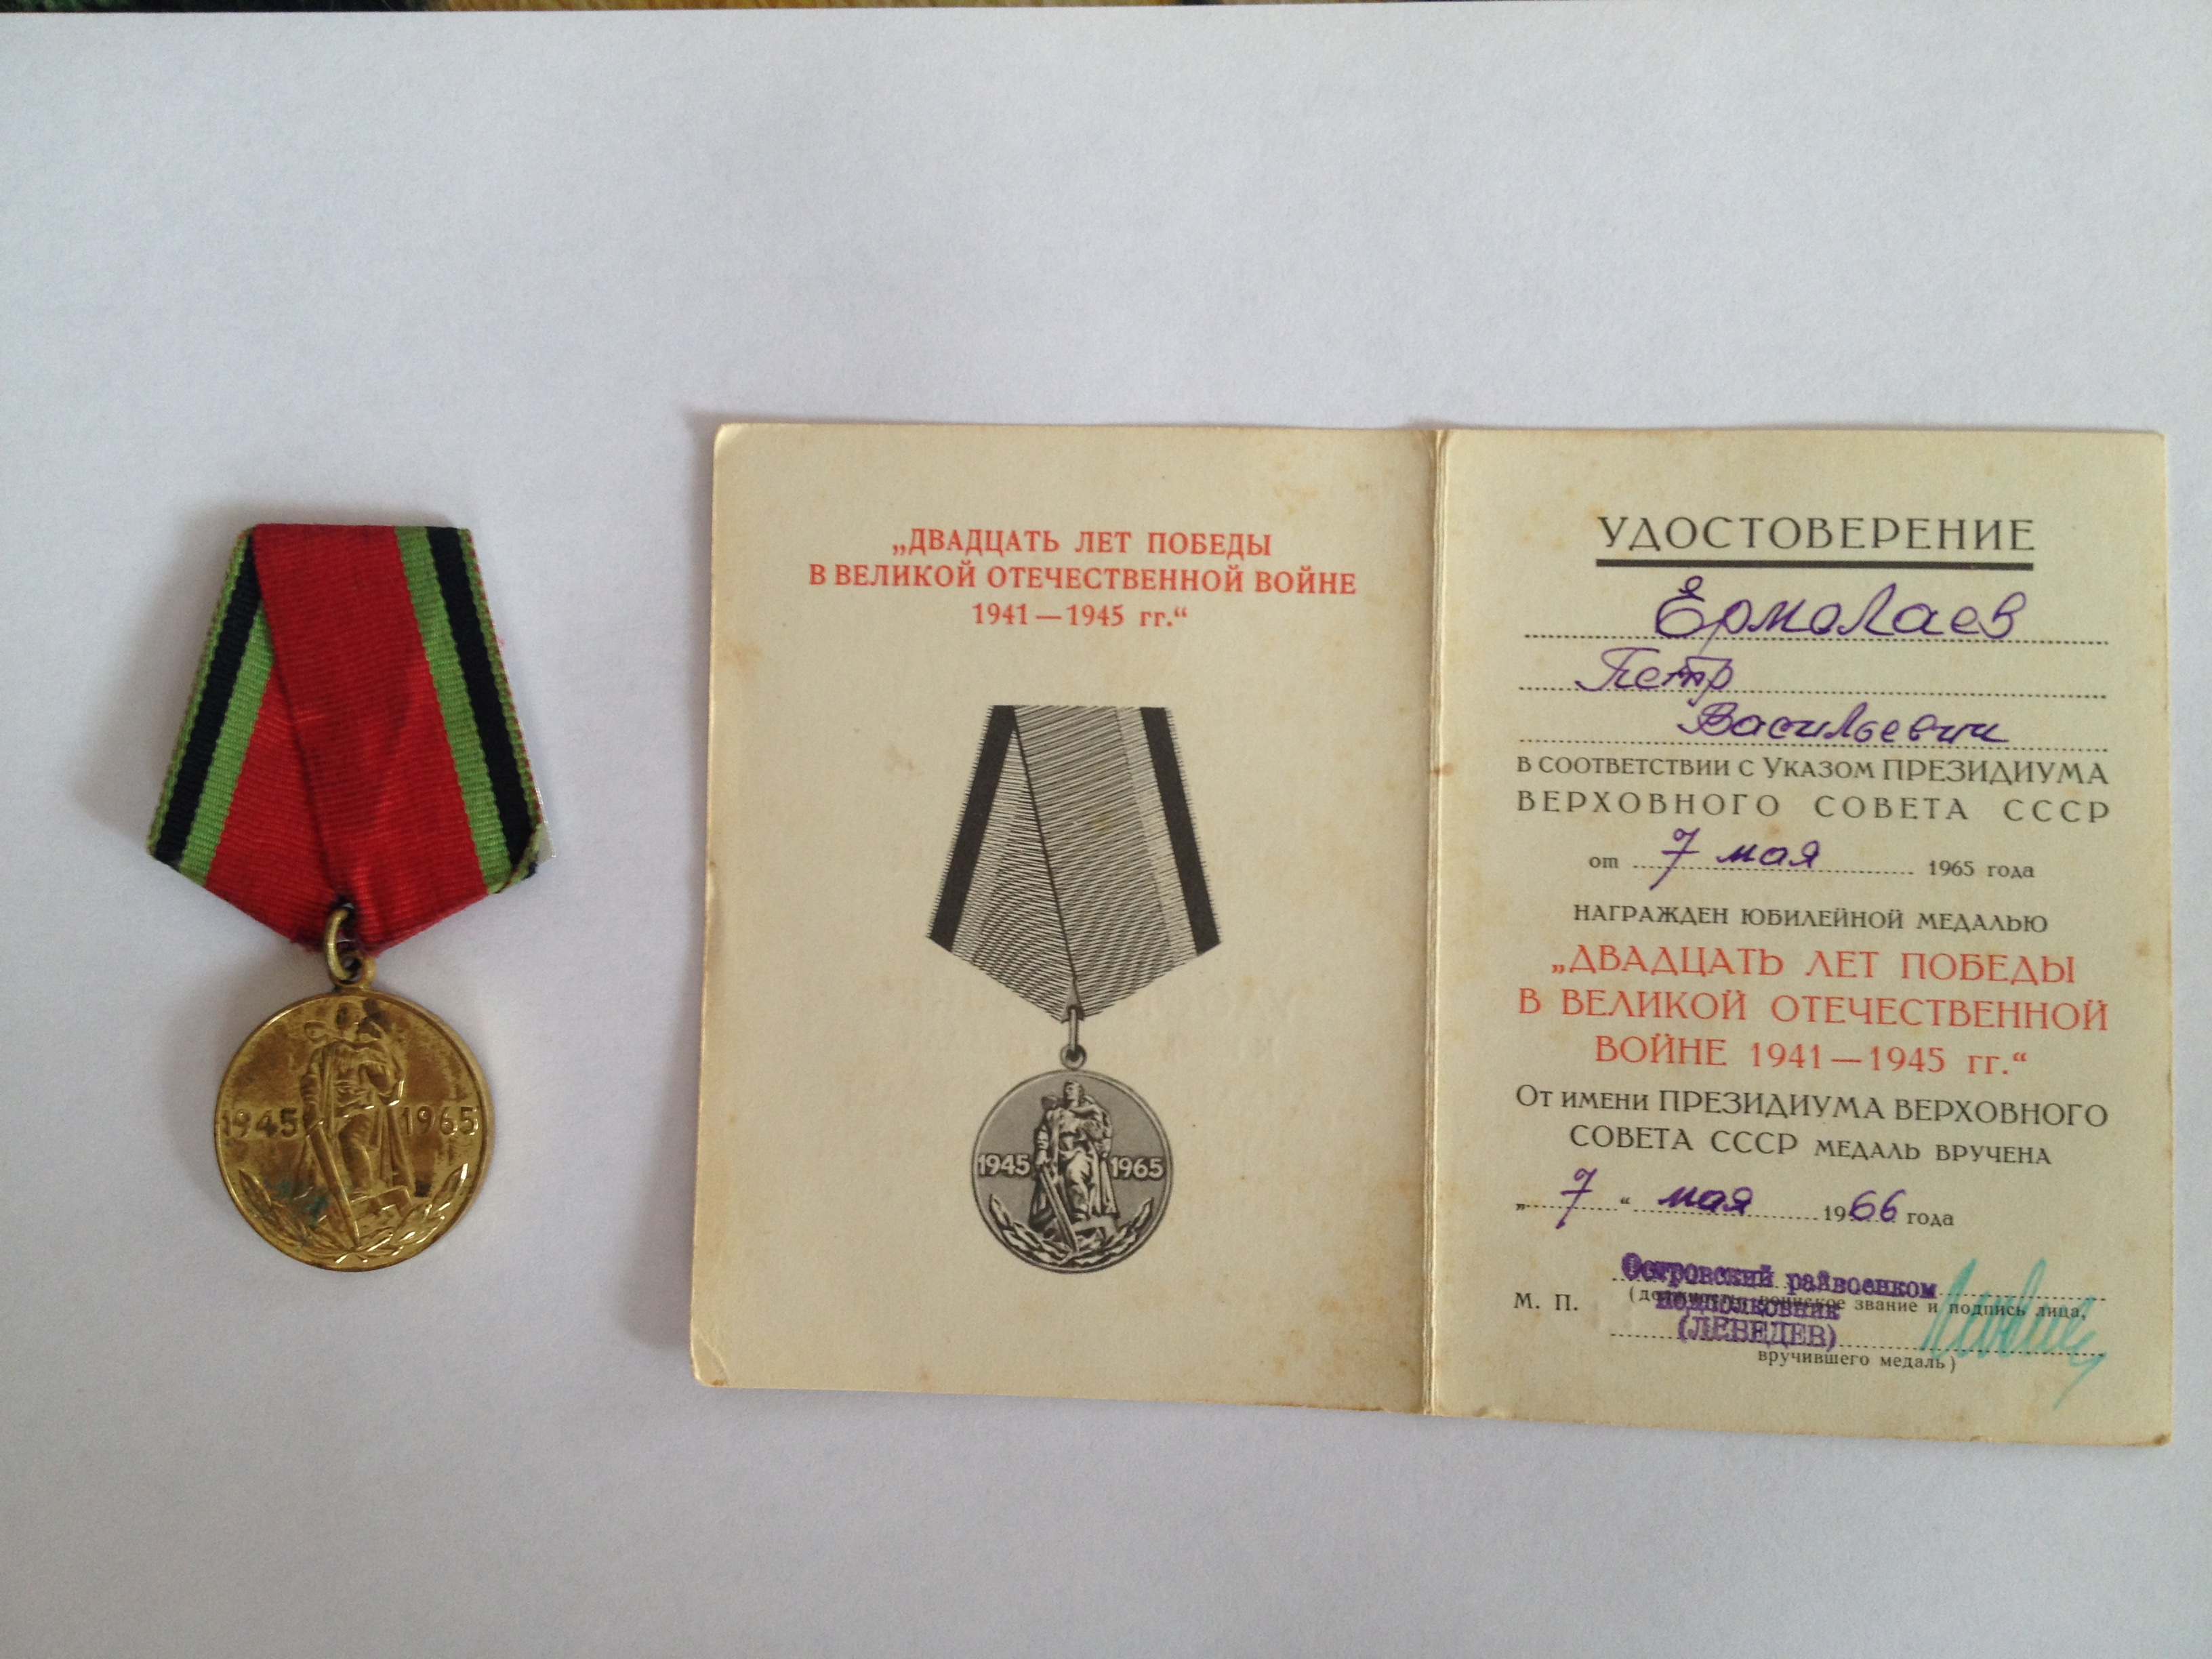 1945 1965
„ДВАДЦАТЬ ЛЕТ ПОБЕДЫ
В ВЕЛИКОЙ ОТЕЧЕСТВЕННОЙ ВОЙНЕ
1941—1945 гг.“
1945 1965
УДОСТОВЕРЕНИЕ
Ермолаев
Петр
Васильевич
В СООТВЕТСТВИИ С УКАЗОМ ПРЕЗИДИУМА
ВЕРХОВНОГО СОВЕТА СССР
от 7 мая 1965 года
НАГРАЖДЕН ЮБИЛЕЙНОЙ МЕДАЛЬЮ
„ДВАДЦАТЬ ЛЕТ ПОБЕДЫ
В ВЕЛИКОЙ ОТЕЧЕСТВЕННОЙ
ВОЙНЕ 1941—1945 гг.“
ОТ ИМЕНИ ПРЕЗИДИУМА ВЕРХОВНОГО
СОВЕТА СССР МЕДАЛЬ ВРУЧЕНА
„7“ мая 1966 года
Островский райвоенком
М. П. звание и подпись лица,
подполковник
(ЛЕБЕДЕВ)
вручившего медаль)